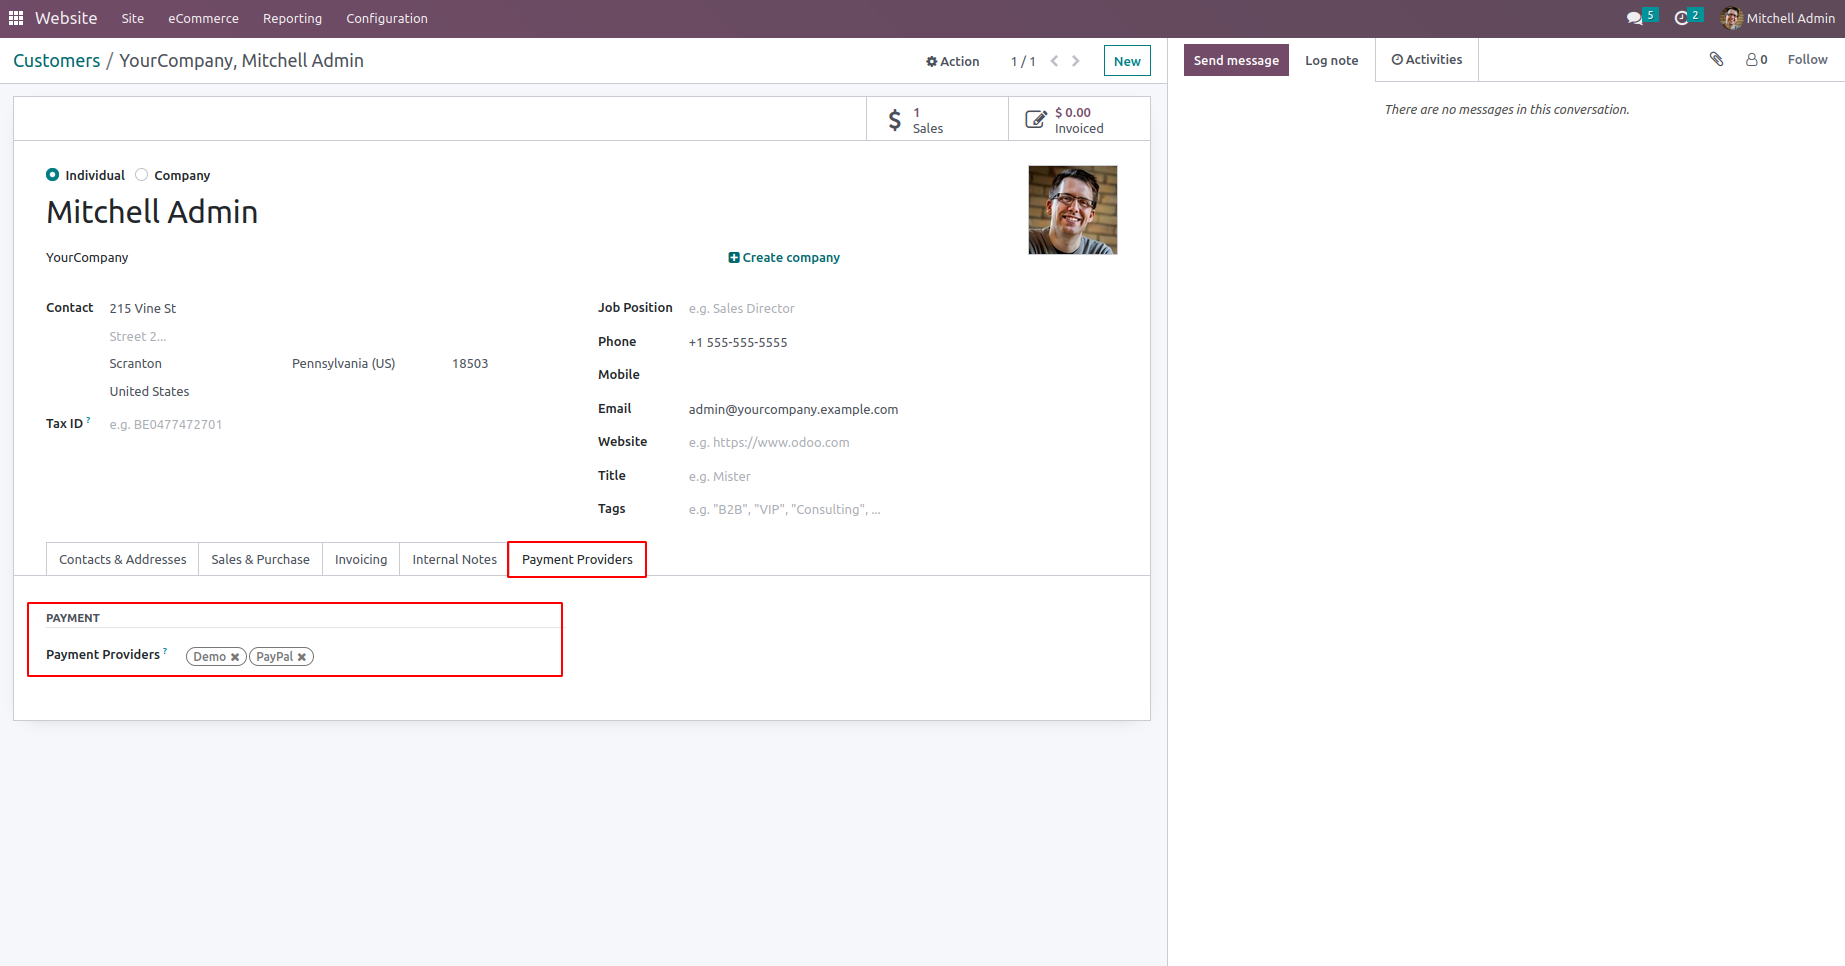 Website Site eCommerce Reporting Configuration 5 2 Mitchell Admin
Customers / YourCompany, Mitchell Admin Action 1 / 1 New
Send message Log note Activities 0 Follow
There are no messages in this conversation.
1
Sales
$ 0.00
Invoiced
Individual Company
Mitchell Admin
YourCompany
Create company
Contact 215 Vine St
Street 2...
Scranton Pennsylvania (US) 18503
United States
Tax ID ? e.g. BE0477472701
Job Position e.g. Sales Director
Phone +1 555-555-5555
Mobile
Email admin@yourcompany.example.com
Website e.g. https://www.odoo.com
Title e.g. Mister
Tags e.g. "B2B", "VIP", "Consulting", ...
Contacts & Addresses Sales & Purchase Invoicing Internal Notes Payment Providers
PAYMENT
Payment Providers ? Demo PayPal